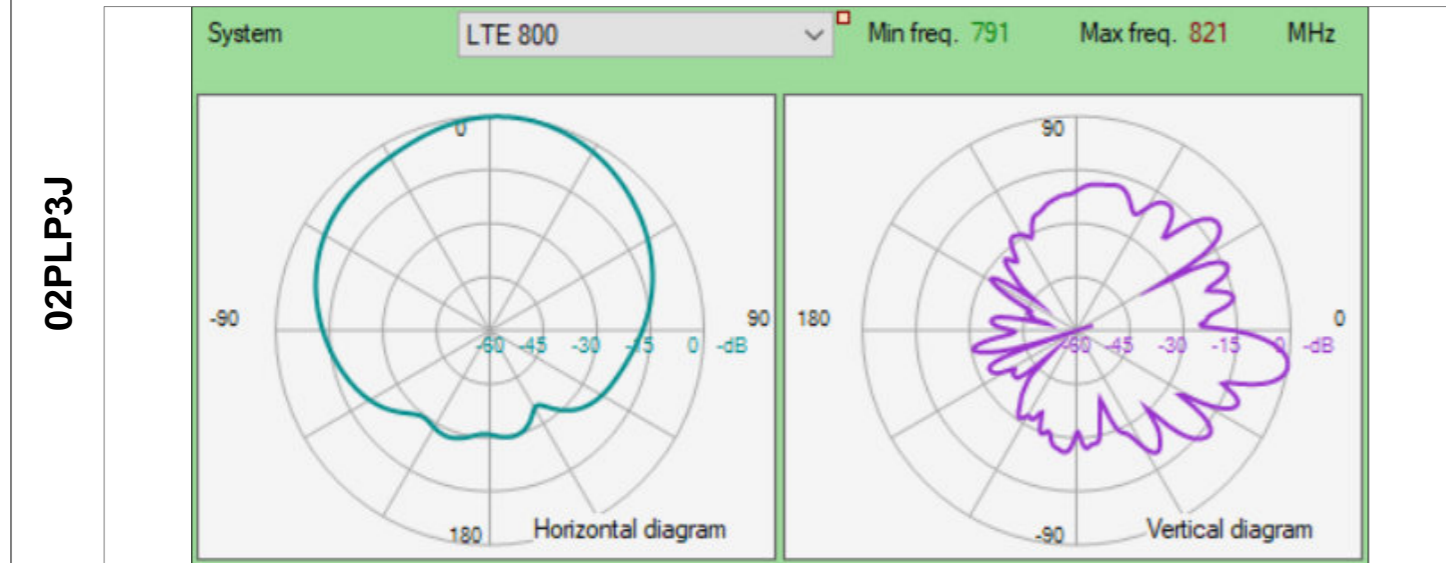 02PLP3J
System LTE 800 Min freq. 791 Max freq. 821 MHz
0
-90 90
-60 -45 -30 -15 0 -dB
180 Horizontal diagram
90
180 0
-60 -45 -30 -15 0 -dB
-90 Vertical diagram